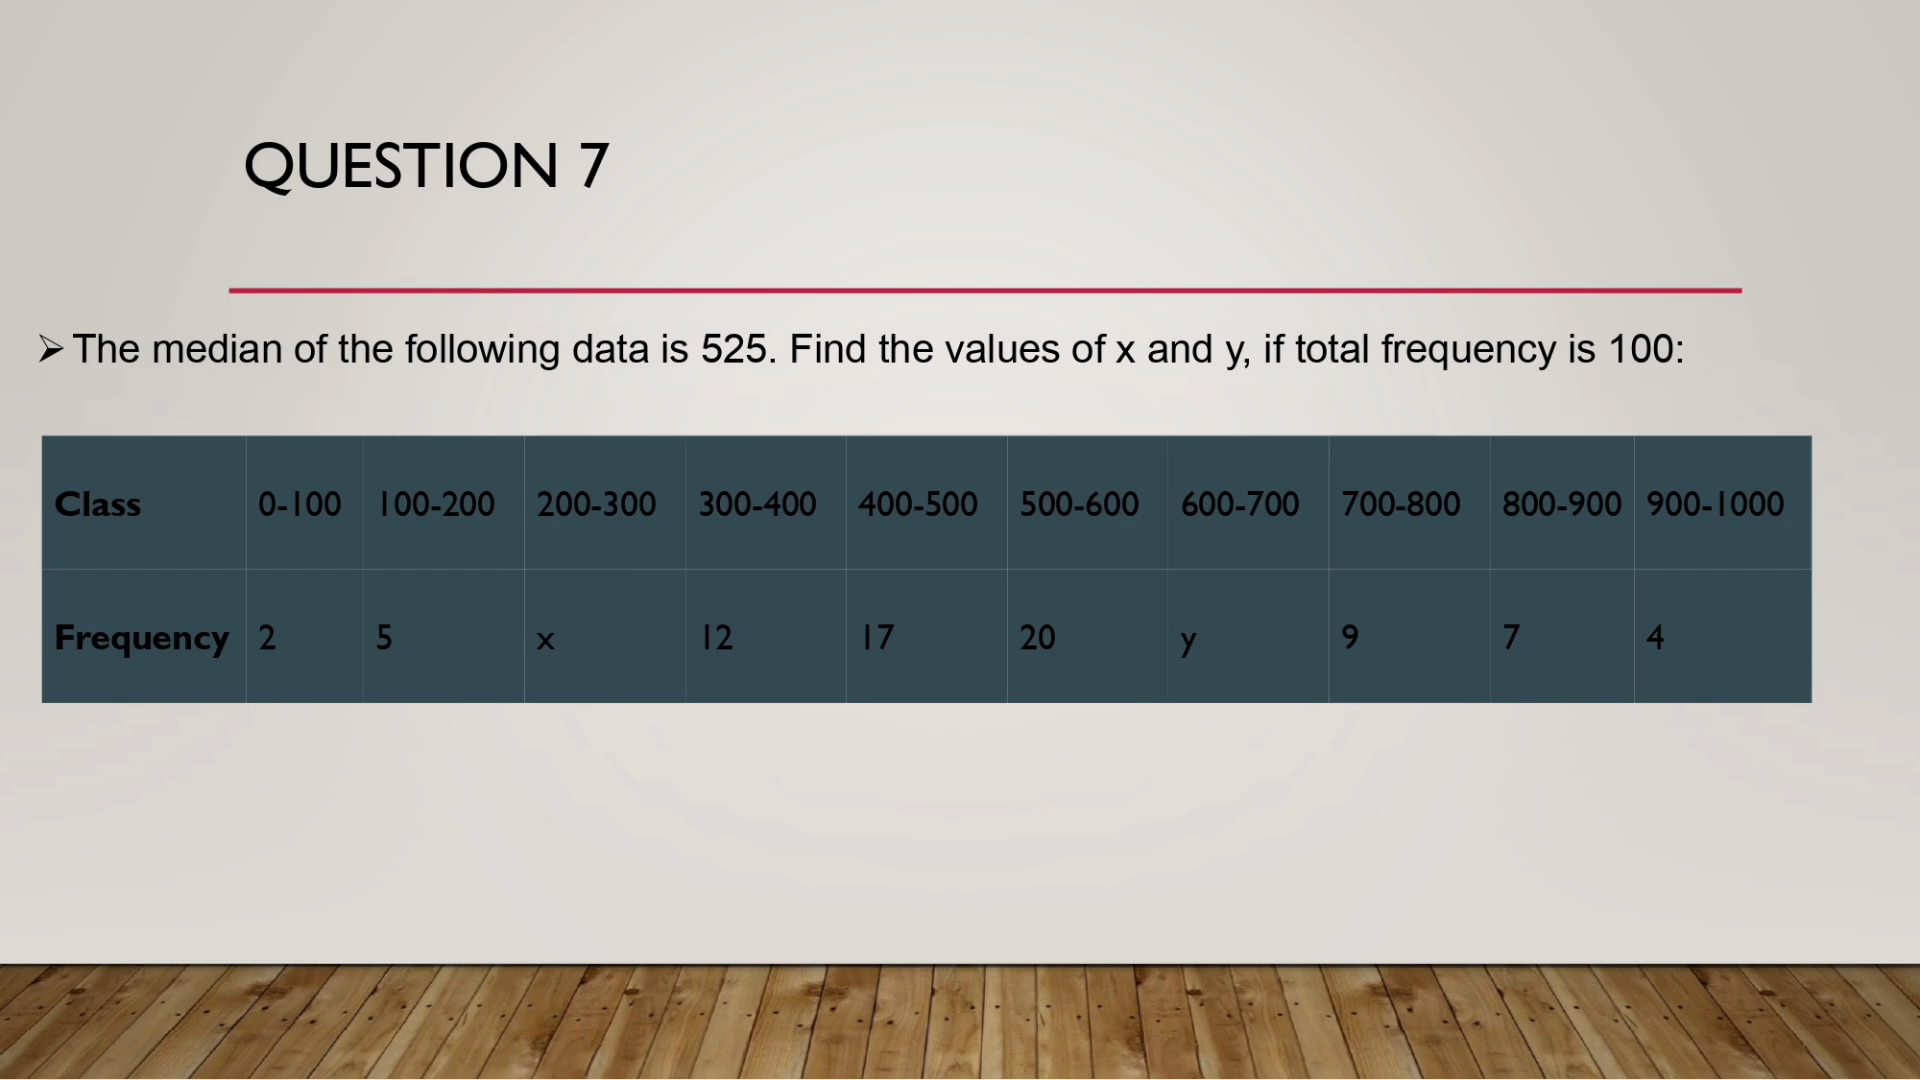 QUESTION 7
➢ The median of the following data is 525. Find the values of x and y, if total frequency is 100:
Class 0-100 100-200 200-300 300-400 400-500 500-600 600-700 700-800 800-900 900-1000
Frequency 2 5 x 12 17 20 y 9 7 4